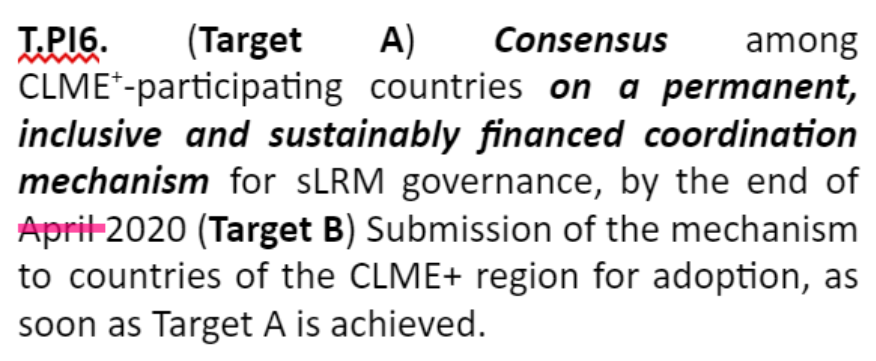 T.PI6. (Target A) Consensus among
CLME⁺-participating countries on a permanent,
inclusive and sustainably financed coordination
mechanism for sLRM governance, by the end of
April 2020 (Target B) Submission of the mechanism
to countries of the CLME+ region for adoption, as
soon as Target A is achieved.